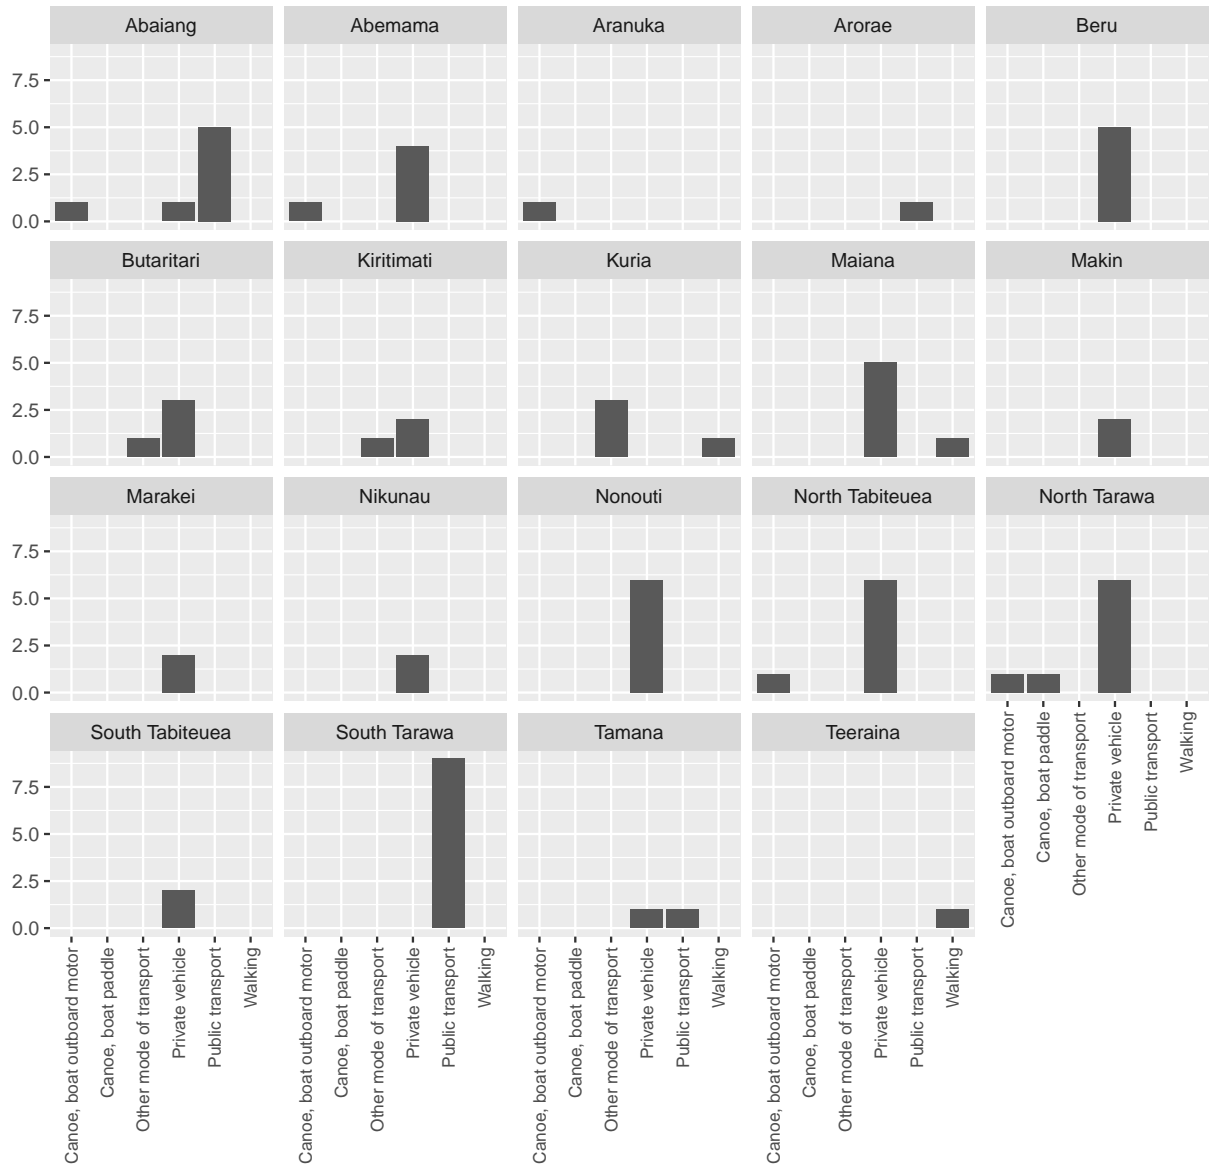 Abaiang Abemama Aranuka Arorae Beru
7.5
5.0
2.5
0.0
Butaritari Kiritimati Kuria Maiana Makin
7.5
5.0
2.5
0.0
Marakei Nikunau Nonouti North Tabiteuea North Tarawa
7.5
5.0
2.5
0.0
South Tabiteuea South Tarawa Tamana Teeraina
7.5
5.0
2.5
0.0
Canoe, boat outboard motor
Canoe, boat paddle
Other mode of transport
Private vehicle
Public transport
Walking
Canoe, boat outboard motor
Canoe, boat paddle
Other mode of transport
Private vehicle
Public transport
Walking
Canoe, boat outboard motor
Canoe, boat paddle
Other mode of transport
Private vehicle
Public transport
Walking
Canoe, boat outboard motor
Canoe, boat paddle
Other mode of transport
Private vehicle
Public transport
Walking
Canoe, boat outboard motor
Canoe, boat paddle
Other mode of transport
Private vehicle
Public transport
Walking